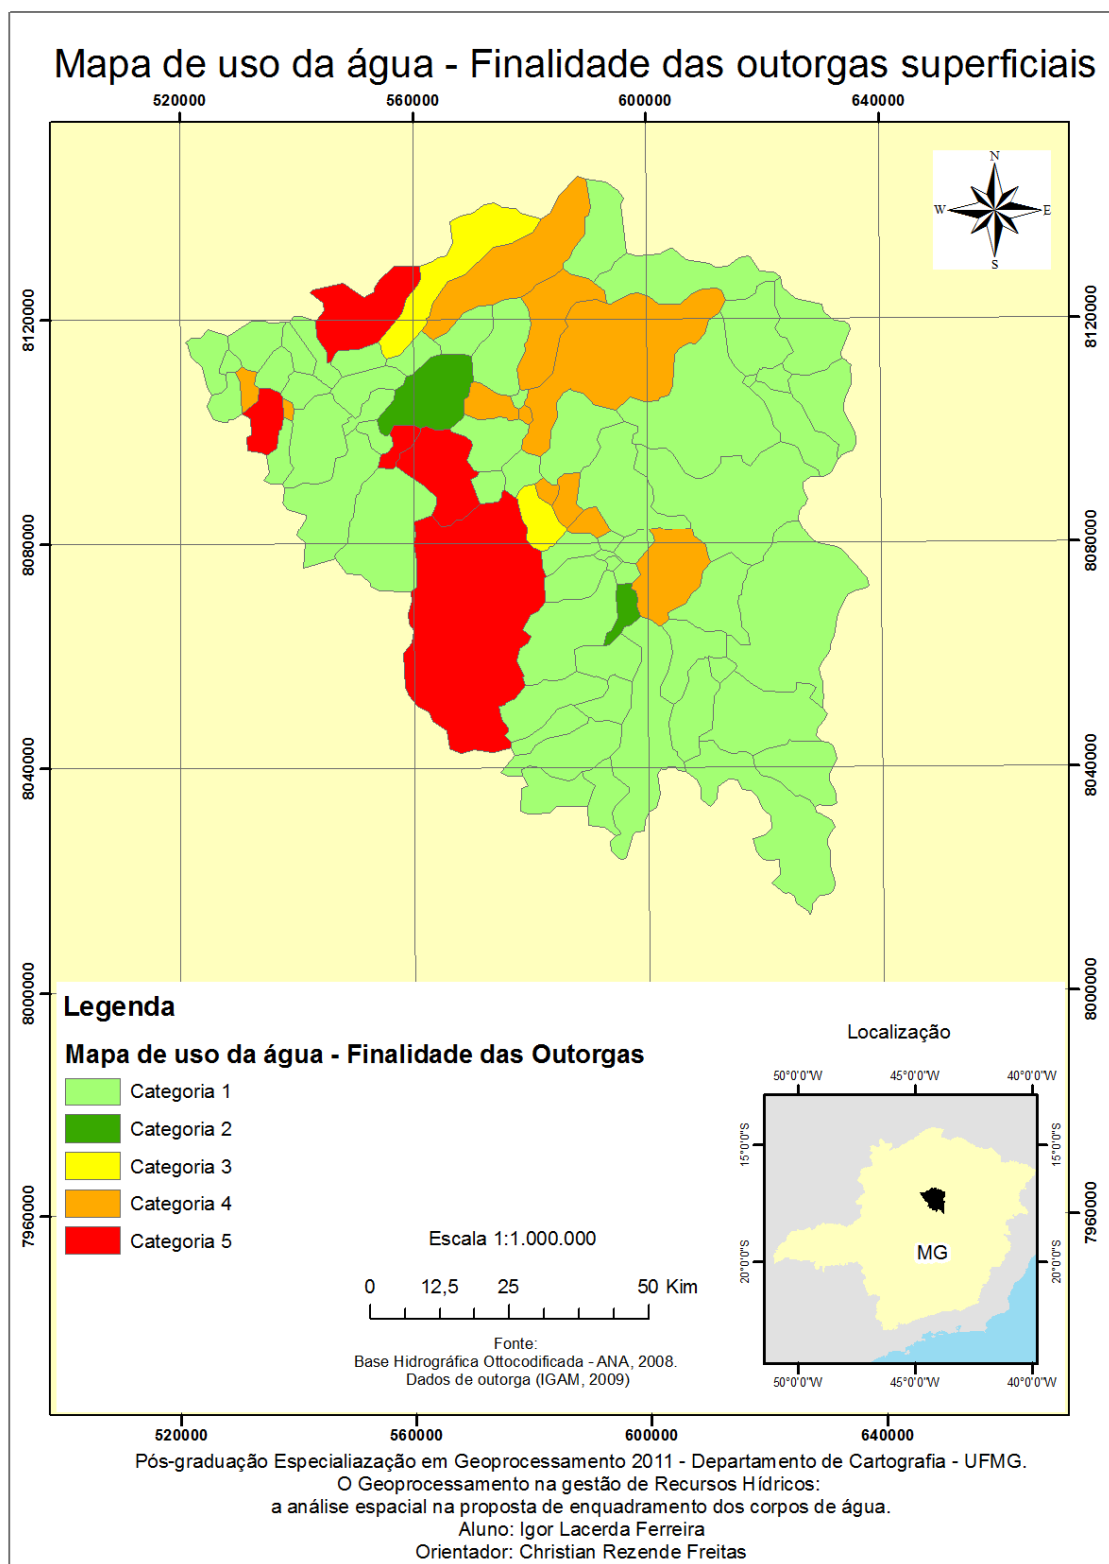 Mapa de uso da água - Finalidade das outorgas superficiais
520000 560000 600000 640000
N
W E
S
8120000 8120000
8080000 8080000
8040000 8040000
8000000 8000000
7960000 7960000
Legenda
Mapa de uso da água - Finalidade das Outorgas
Categoria 1
Categoria 2
Categoria 3
Categoria 4
Categoria 5
Escala 1:1.000.000
0 12,5 25 50 Kim
Fonte:
Base Hidrográfica Ottocodificada - ANA, 2008.
Dados de outorga (IGAM, 2009)
Localização
50°0'0"W 45°0'0"W 40°0'0"W
15°0'0"S 15°0'0"S
MG
20°0'0"S 20°0'0"S
50°0'0"W 45°0'0"W 40°0'0"W
520000 560000 600000 640000
Pós-graduação Especialiazação em Geoprocessamento 2011 - Departamento de Cartografia - UFMG.
O Geoprocessamento na gestão de Recursos Hídricos:
a análise espacial na proposta de enquadramento dos corpos de água.
Aluno: Igor Lacerda Ferreira
Orientador: Christian Rezende Freitas